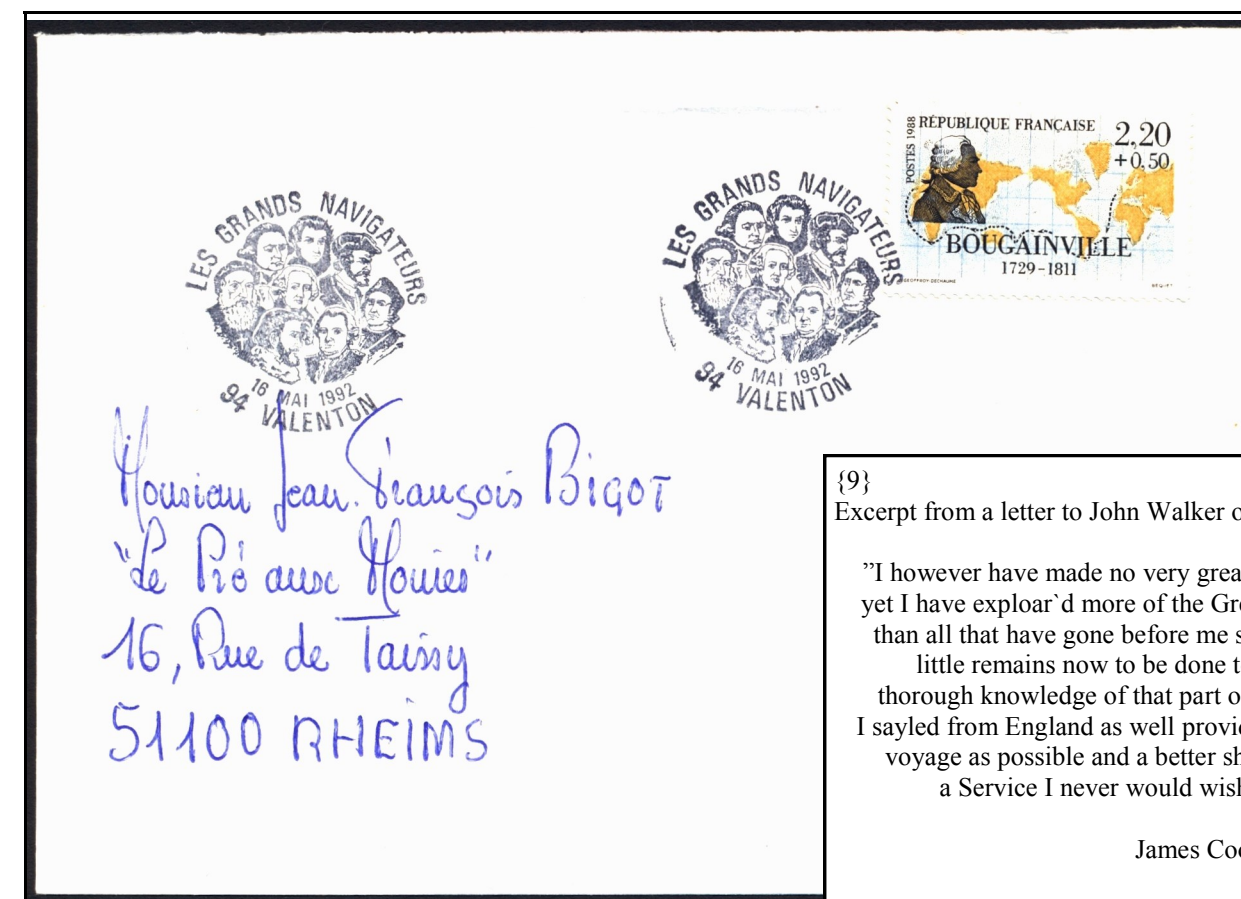 LES GRANDS NAVIGATEURS
16 MAI 1992
94 VALENTON
LES GRANDS NAVIGATEURS
16 MAI 1992
94 VALENTON
POSTES 1988
RÉPUBLIQUE FRANÇAISE
2,20
+0,50
BOUGAINVILLE
1729-1811
GEOFFROY-DECHAUME
BÉQUET
Monsieur Jean-François BIGOT
"Le Pré aux Moines"
16, Rue de Taissy
51100 RHEIMS
{9}
Excerpt from a letter to John Walker o
”I however have made no very grea
yet I have exploar`d more of the Gr
than all that have gone before me s
little remains now to be done t
thorough knowledge of that part o
I sayled from England as well provi
voyage as possible and a better sh
a Service I never would wish
James Coo